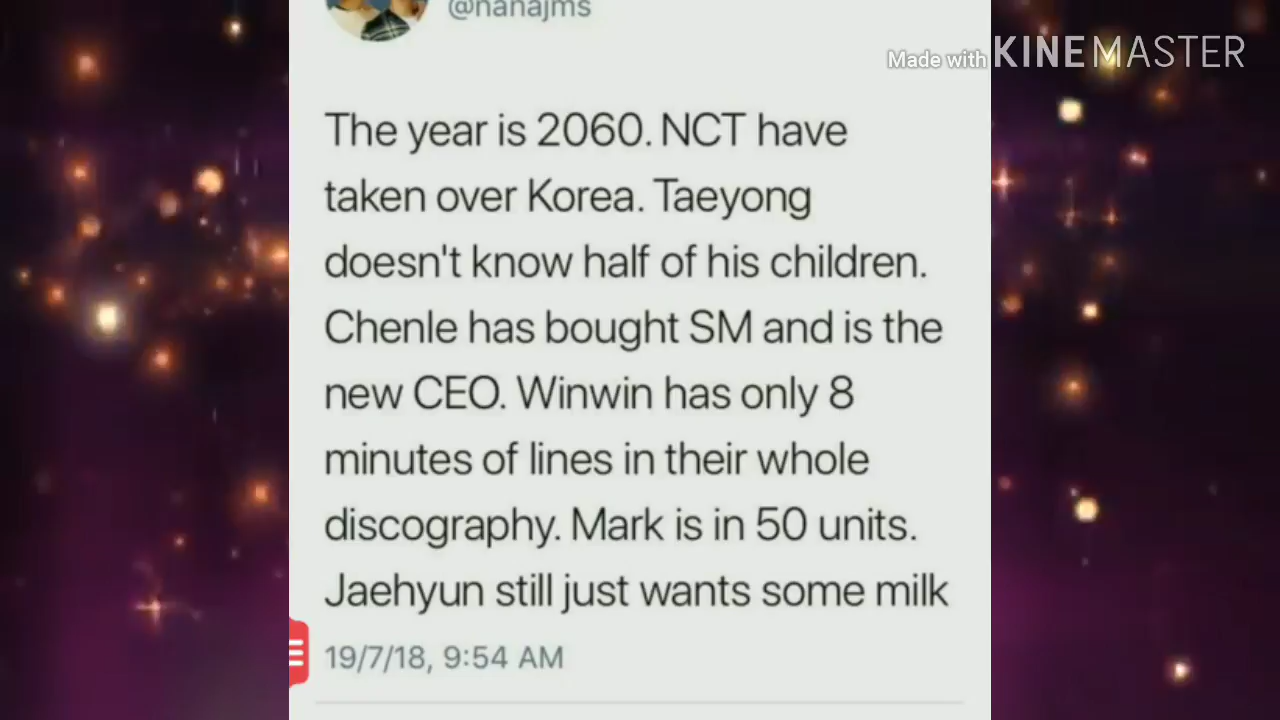 @nanajms
Made with KINEMASTER
The year is 2060. NCT have
taken over Korea. Taeyong
doesn't know half of his children.
Chenle has bought SM and is the
new CEO. Winwin has only 8
minutes of lines in their whole
discography. Mark is in 50 units.
Jaehyun still just wants some milk
19/7/18, 9:54 AM